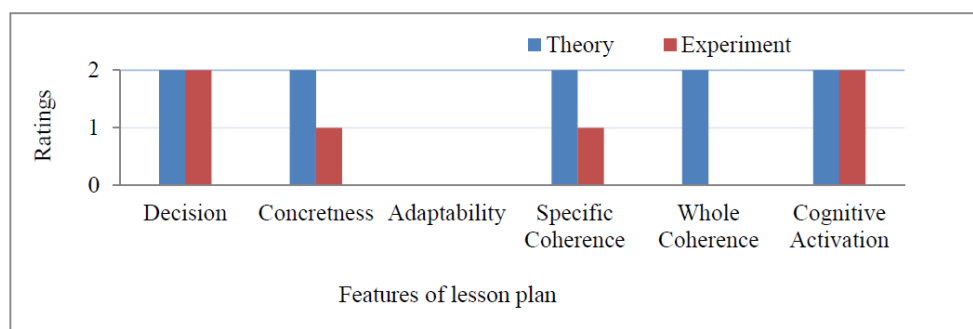 Theory Experiment
Ratings
2
1
0
Decision Concretness Adaptability Specific Coherence Whole Coherence Cognitive Activation
Features of lesson plan